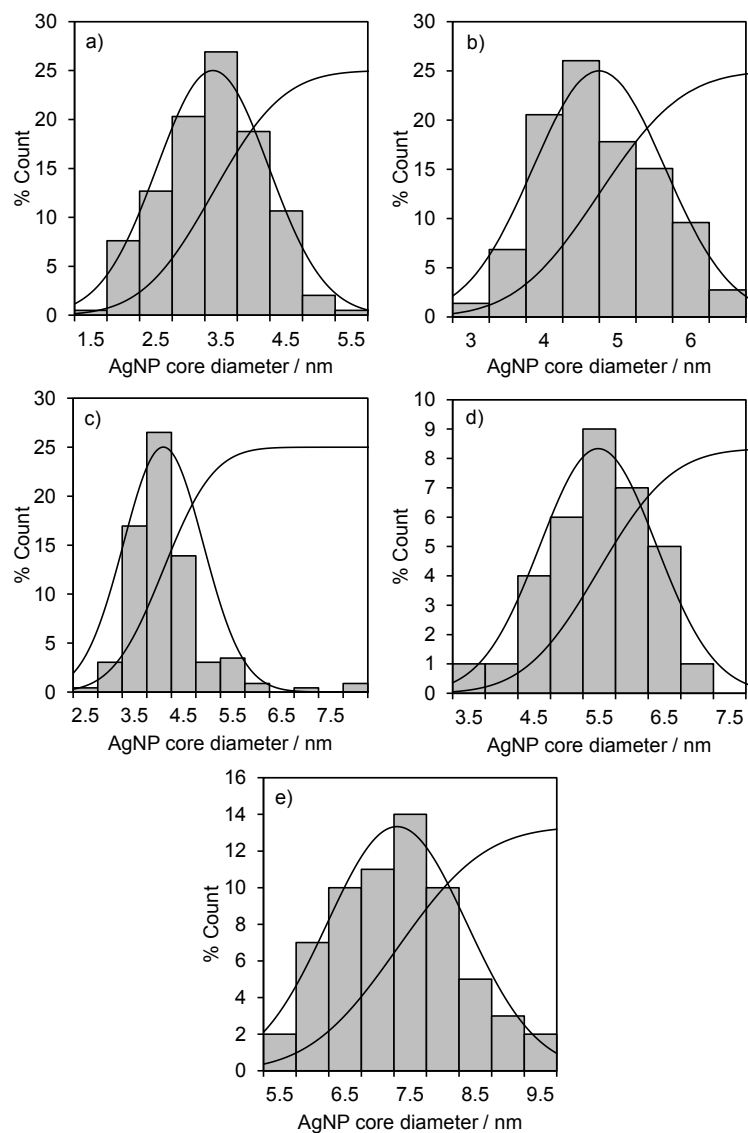 a)
30
25
20
15
10
5
0
% Count
1.5 2.5 3.5 4.5 5.5
AgNP core diameter / nm
b)
30
25
20
15
10
5
0
% Count
3 4 5 6
AgNP core diameter / nm
c)
30
25
20
15
10
5
0
% Count
2.5 3.5 4.5 5.5 6.5 7.5
AgNP core diameter / nm
d)
10
9
8
7
6
5
4
3
2
1
0
% Count
3.5 4.5 5.5 6.5 7.5
AgNP core diameter / nm
e)
16
14
12
10
8
6
4
2
0
% Count
5.5 6.5 7.5 8.5 9.5
AgNP core diameter / nm